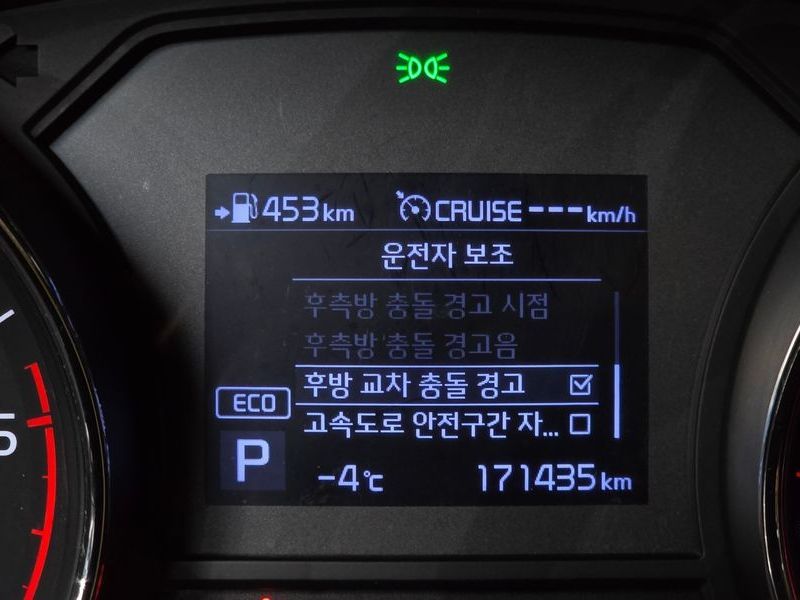 453km CRUISE---km/h
운전자 보조
후측방 충돌 경고 시점
후측방 충돌 경고음
후방 교차 충돌 경고
ECO
고속도로 안전구간 자...
P
-4℃ 171435km
5